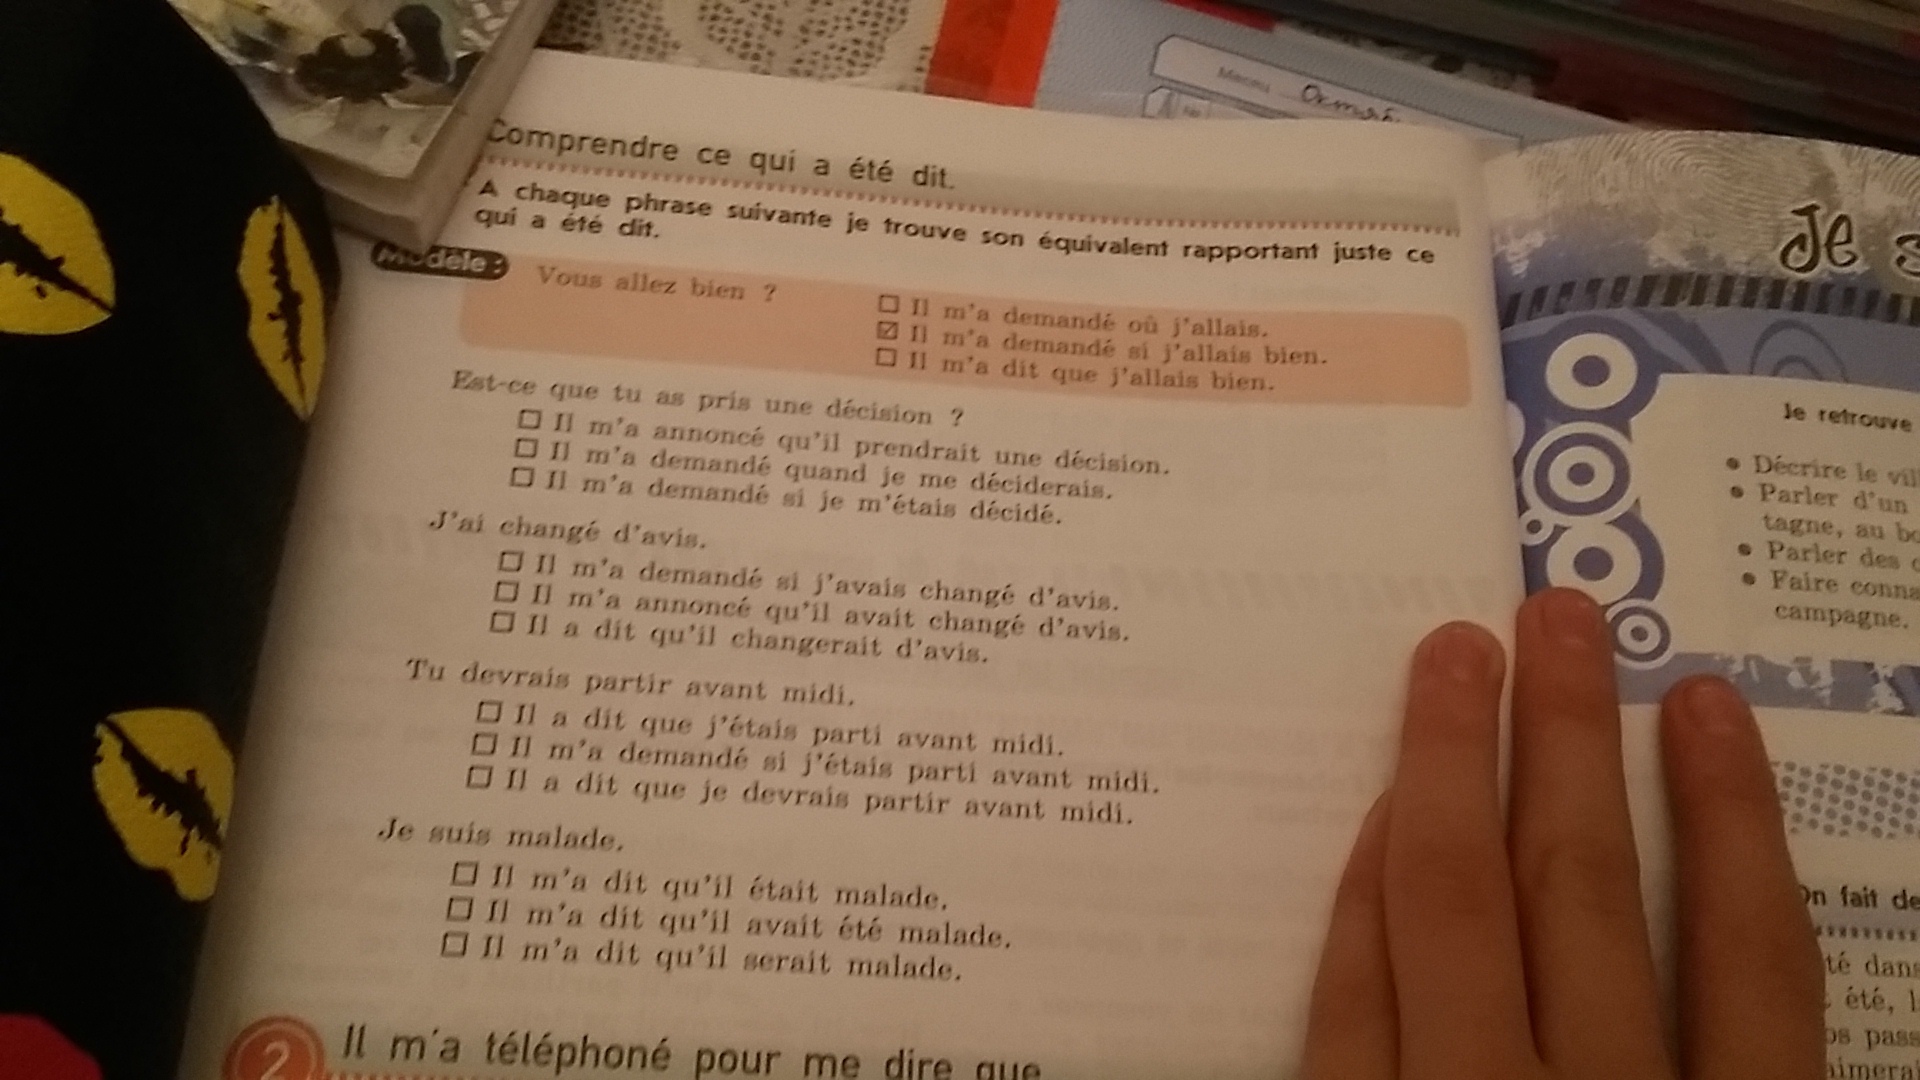 Comprendre ce qui a été dit.
A chaque phrase suivante je trouve son équivalent rapportant juste ce
qui a été dit.
Modèle :
Vous allez bien ?
Il m'a demandé où j'allais.
Il m'a demandé si j'allais bien.
Il m'a dit que j'allais bien.
Est-ce que tu as pris une décision ?
Il m'a annoncé qu'il prendrait une décision.
Il m'a demandé quand je me déciderais.
Il m'a demandé si je m'étais décidé.
J'ai changé d'avis.
Il m'a demandé si j'avais changé d'avis.
Il m'a annoncé qu'il avait changé d'avis.
Il a dit qu'il changerait d'avis.
Tu devrais partir avant midi.
Il a dit que j'étais parti avant midi.
Il m'a demandé si j'étais parti avant midi.
Il a dit que je devrais partir avant midi.
Je suis malade.
Il m'a dit qu'il était malade.
Il m'a dit qu'il avait été malade.
Il m'a dit qu'il serait malade.
2 Il m'a téléphoné pour me dire que
Je s
Je retrouve
• Décrire le vil
• Parler d'un
tagne, au bo
• Parler des
• Faire conna
campagne.
On fait de
té dans
été, l
os pass
aimerai